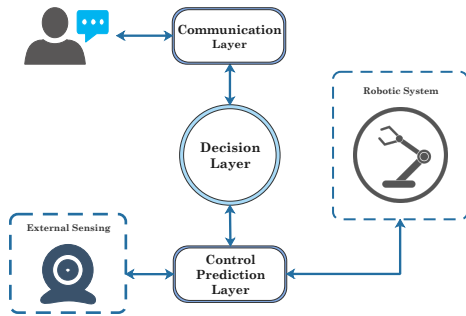 Communication
Layer
Robotic System
Decision
Layer
External Sensing
Control
Prediction
Layer